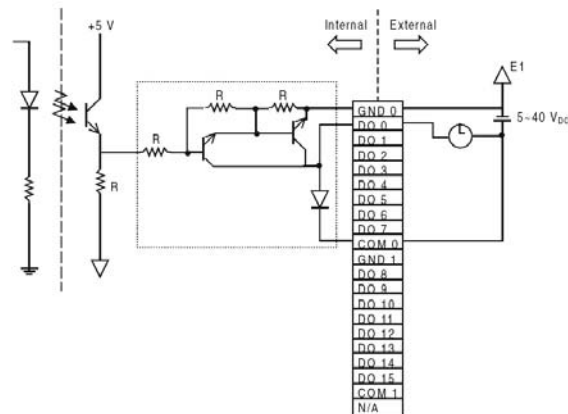 Internal
External
+5 V
E1
R
R
R
R
5~40 VDC
GND 0
DO 0
DO 1
DO 2
DO 3
DO 4
DO 5
DO 6
DO 7
COM 0
GND 1
DO 8
DO 9
DO 10
DO 11
DO 12
DO 13
DO 14
DO 15
COM 1
N/A